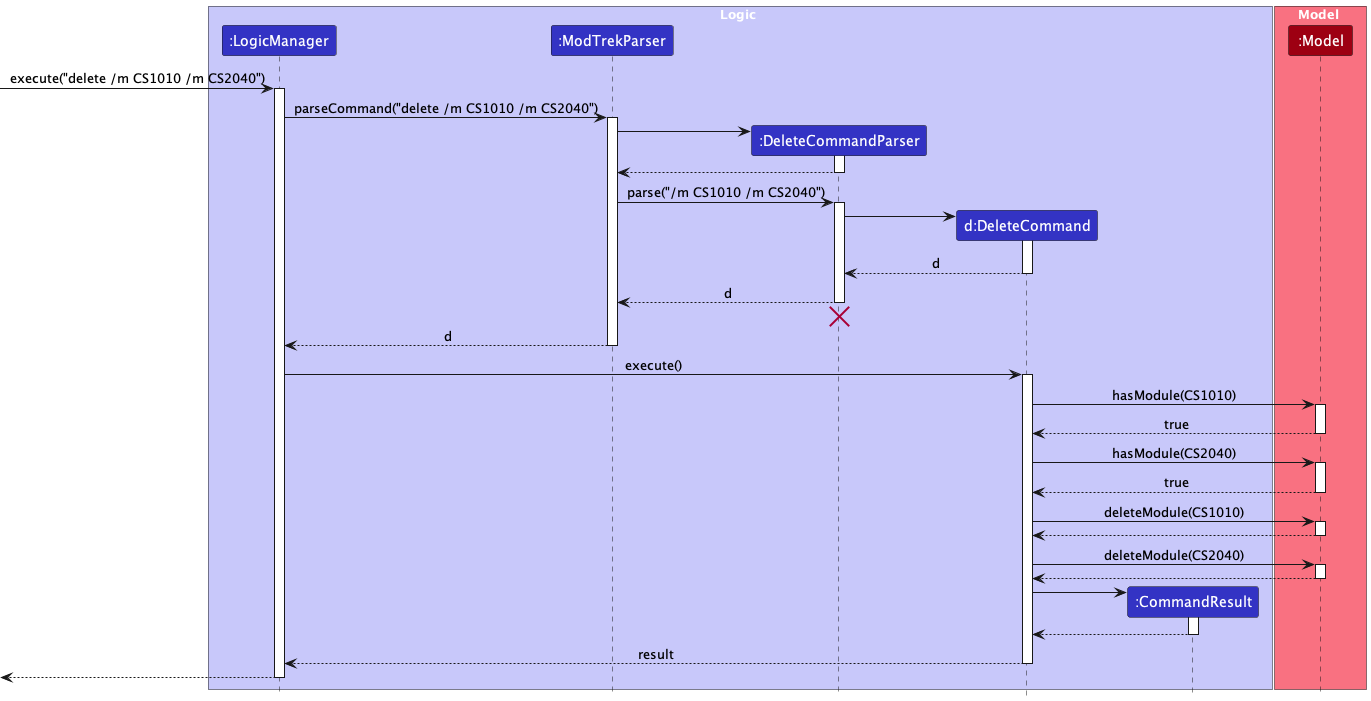 Logic
Model
:LogicManager
:ModTrekParser
:Model
execute("delete /m CS1010 /m CS2040")
parseCommand("delete /m CS1010 /m CS2040")
:DeleteCommandParser
parse("/m CS1010 /m CS2040")
d:DeleteCommand
d
d
d
execute()
hasModule(CS1010)
true
hasModule(CS2040)
true
deleteModule(CS1010)
deleteModule(CS2040)
:CommandResult
result